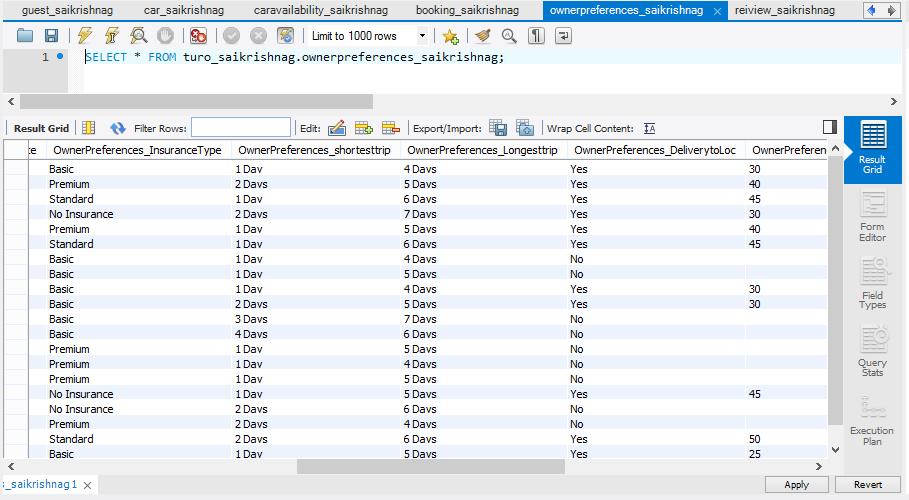 guest_saikrishnag car_saikrishnag caravailability_saikrishnag booking_saikrishnag ownerpreferences_saikrishnag reiview_saikrishnag
Limit to 1000 rows
1 SELECT * FROM turo_saikrishnag.ownerpreferences_saikrishnag;
Result Grid Filter Rows: Edit: Export/Import: Wrap Cell Content:
OwnerPreferences_InsuranceType OwnerPreferences_shortesttrip OwnerPreferences_Longesttrip OwnerPreferences_DeliverytoLoc OwnerPreferen
Basic 1 Day 4 Days Yes 30
Premium 2 Days 5 Days Yes 40
Standard 1 Day 6 Days Yes 45
No Insurance 2 Days 7 Days Yes 30
Premium 1 Day 5 Days Yes 40
Standard 1 Day 6 Days Yes 45
Basic 1 Day 4 Days No
Basic 1 Day 5 Days No
Basic 1 Day 4 Days Yes 30
Basic 2 Days 5 Days Yes 30
Basic 3 Days 7 Days No
Basic 4 Days 6 Days No
Premium 1 Day 5 Days No
Premium 1 Day 4 Days No
Premium 1 Day 5 Days No
No Insurance 1 Day 5 Days Yes 45
No Insurance 2 Days 6 Days No
Premium 2 Days 4 Days No
Standard 2 Days 6 Days Yes 50
Basic 1 Day 5 Days Yes 25
Result
Grid
Form
Editor
Field
Types
Query
Stats
Execution
Plan
s_saikrishnag1
Apply Revert